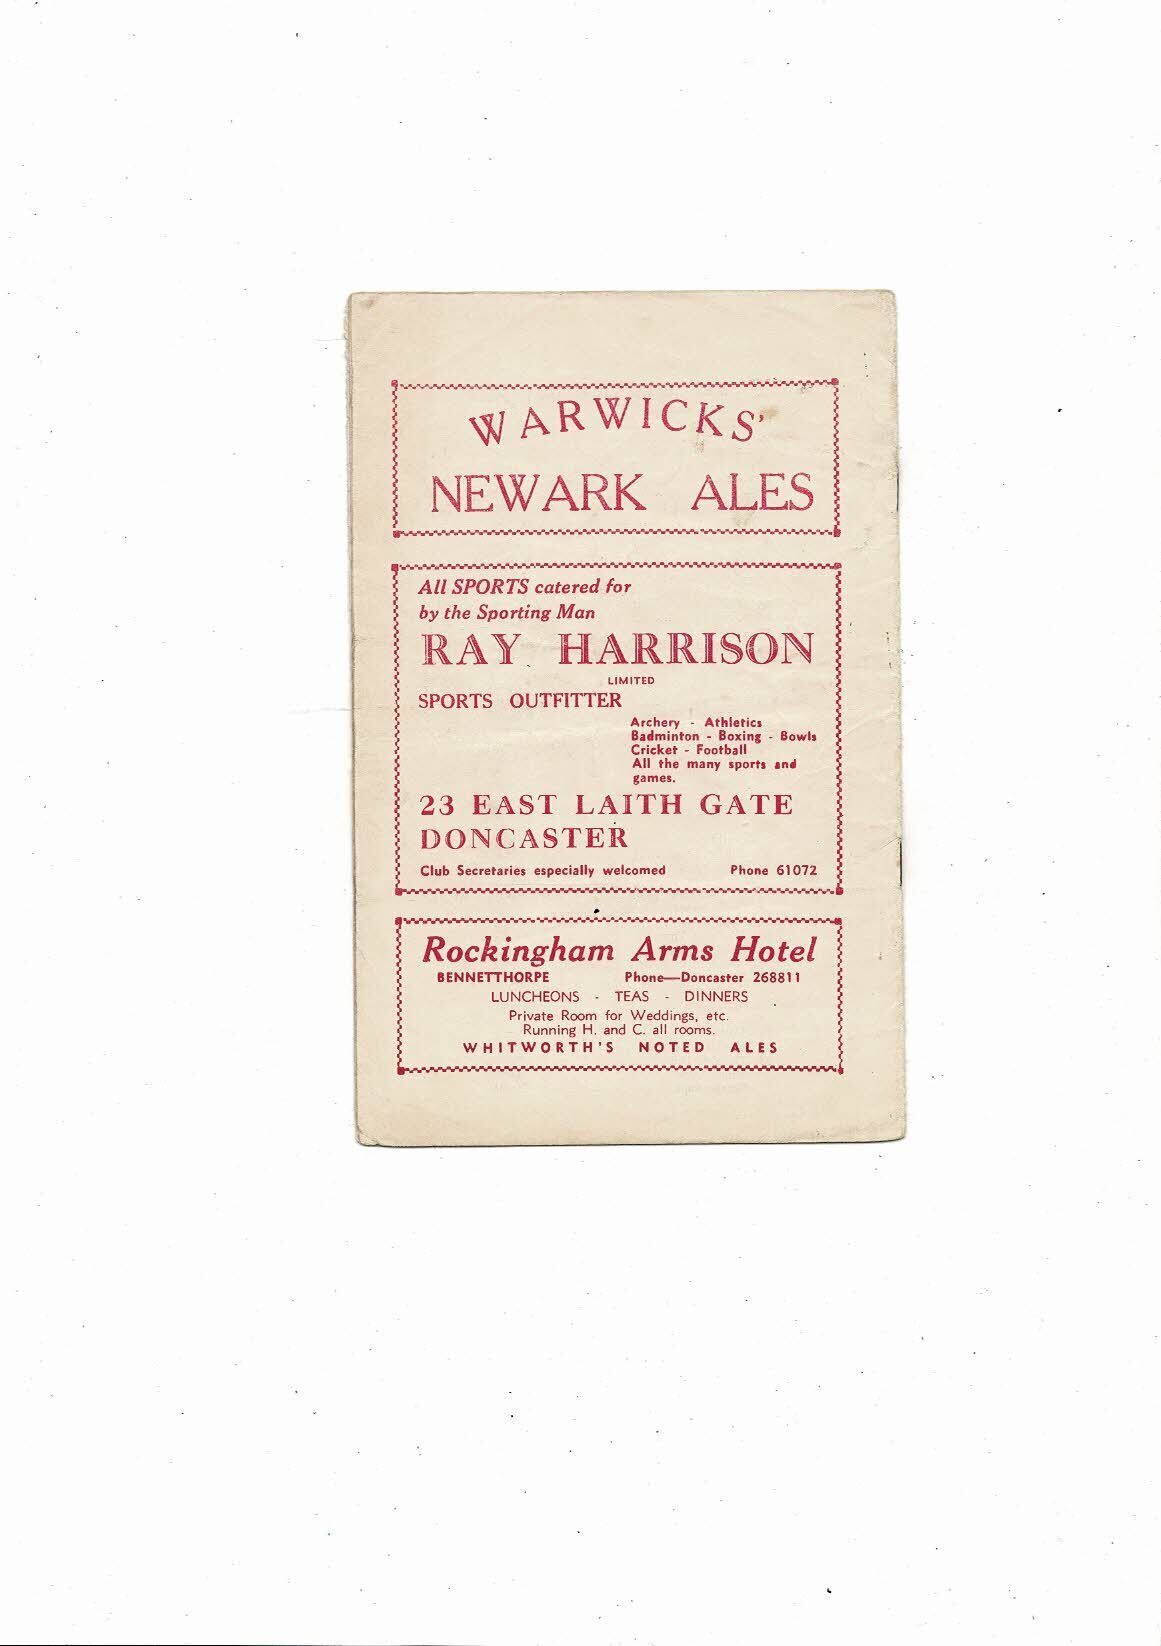 WARWICKS'
NEWARK ALES
All SPORTS catered for
by the Sporting Man
RAY HARRISON
LIMITED
SPORTS OUTFITTER
Archery - Athletics
Badminton - Boxing - Bowls
Cricket - Football
All the many sports and
games.
23 EAST LAITH GATE
DONCASTER
Club Secretaries especially welcomed Phone 61072
Rockingham Arms Hotel
BENNETTHORPE Phone—Doncaster 268811
LUNCHEONS - TEAS - DINNERS
Private Room for Weddings, etc.
Running H. and C. all rooms.
WHITWORTH'S NOTED ALES